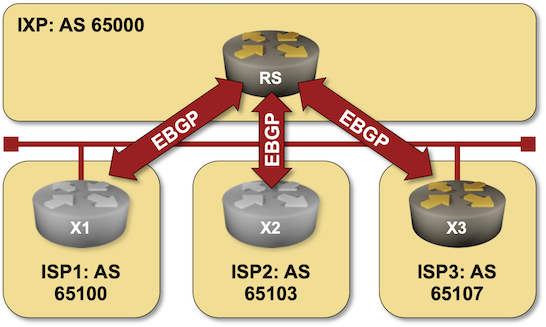 IXP: AS 65000
RS
EBGP
EBGP
EBGP
X1
X2
X3
ISP1: AS
65100
ISP2: AS
65103
ISP3: AS
65107